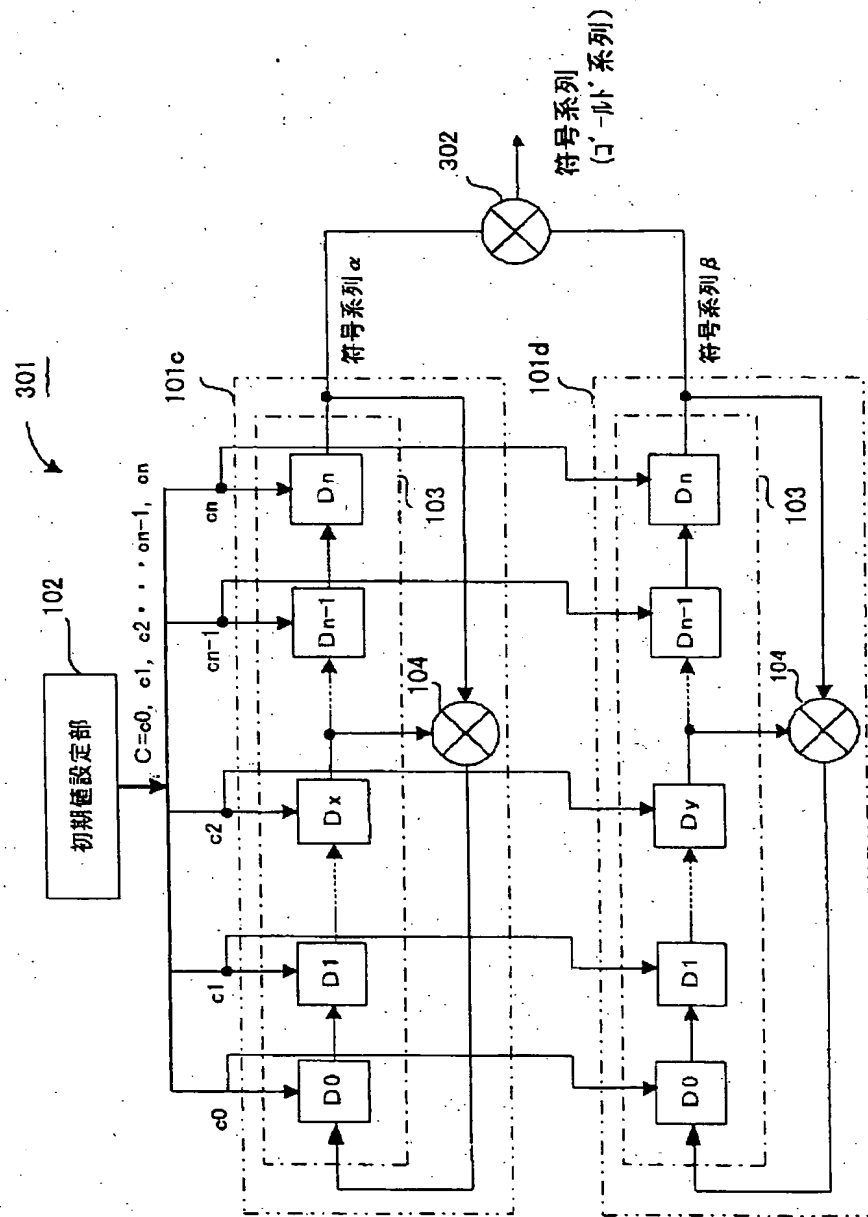 301
102
初期値設定部
C=c0, c1, c2・・・cn-1, cn
c0
c1
c2
cn-1
cn
101c
D0
D1
Dx
Dn-1
Dn
103
104
符号系列α
302
符号系列
(ゴールド系列)
101d
D0
D1
Dy
Dn-1
Dn
103
104
符号系列β